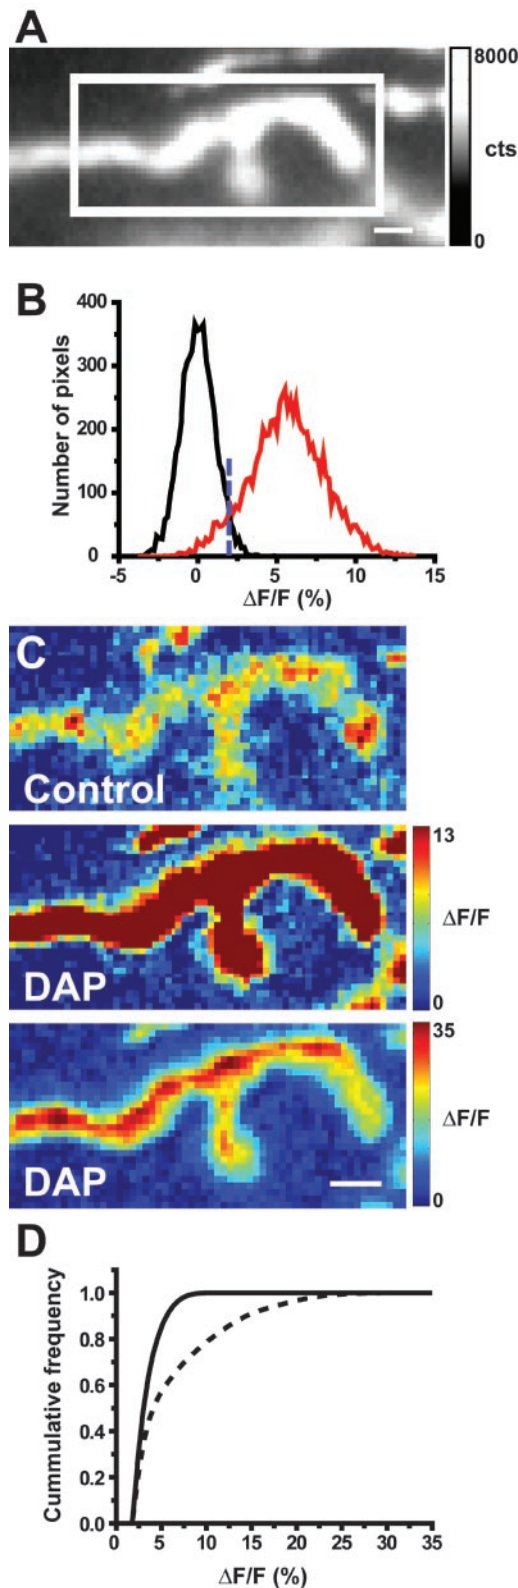 A
8000
cts
0
B
400
300
200
100
0
Number of pixels
-5 0 5 10 15
ΔF/F (%)
C
Control
13
ΔF/F
0
DAP
35
ΔF/F
0
DAP
D
1.0
0.8
0.6
0.4
0.2
0.0
Cummulative frequency
0 5 10 15 20 25 30 35
ΔF/F (%)